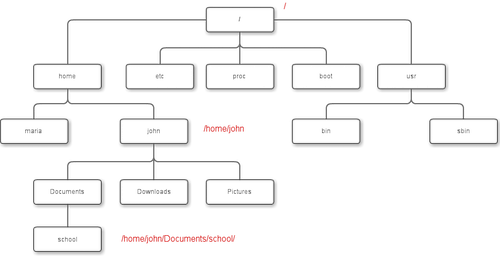 /
/
home
etc
proc
boot
usr
maria
john
/home/john
bin
sbin
Documents
Downloads
Pictures
school
/home/john/Documents/school/